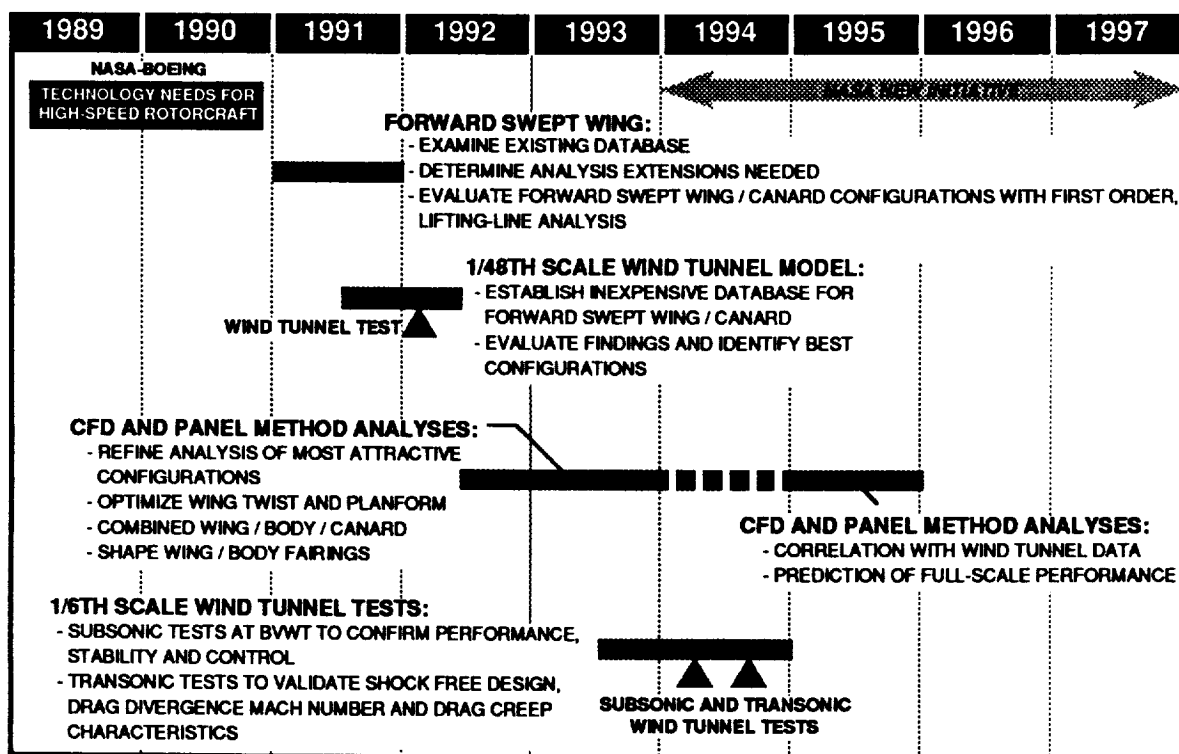 1989 1990 1991 1992 1993 1994 1995 1996 1997
NASA-BOEING
TECHNOLOGY NEEDS FOR
HIGH-SPEED ROTORCRAFT
NASA NEW INITIATIVE
FORWARD SWEPT WING:
- EXAMINE EXISTING DATABASE
- DETERMINE ANALYSIS EXTENSIONS NEEDED
- EVALUATE FORWARD SWEPT WING / CANARD CONFIGURATIONS WITH FIRST ORDER,
LIFTING-LINE ANALYSIS
1/48TH SCALE WIND TUNNEL MODEL:
- ESTABLISH INEXPENSIVE DATABASE FOR
FORWARD SWEPT WING / CANARD
- EVALUATE FINDINGS AND IDENTIFY BEST
CONFIGURATIONS
WIND TUNNEL TEST
CFD AND PANEL METHOD ANALYSES:
- REFINE ANALYSIS OF MOST ATTRACTIVE
CONFIGURATIONS
- OPTIMIZE WING TWIST AND PLANFORM
- COMBINED WING / BODY / CANARD
- SHAPE WING / BODY FAIRINGS
CFD AND PANEL METHOD ANALYSES:
- CORRELATION WITH WIND TUNNEL DATA
- PREDICTION OF FULL-SCALE PERFORMANCE
1/6TH SCALE WIND TUNNEL TESTS:
- SUBSONIC TESTS AT BVWT TO CONFIRM PERFORMANCE,
STABILITY AND CONTROL
- TRANSONIC TESTS TO VALIDATE SHOCK FREE DESIGN,
DRAG DIVERGENCE MACH NUMBER AND DRAG CREEP
CHARACTERISTICS
SUBSONIC AND TRANSONIC
WIND TUNNEL TESTS